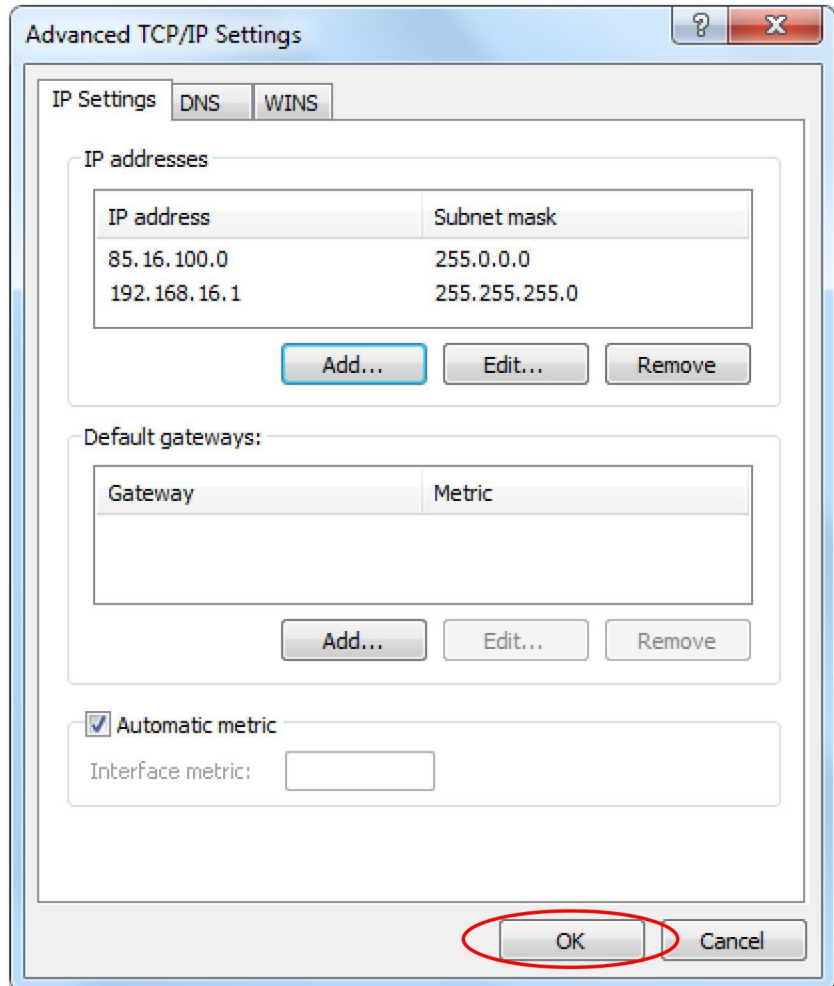 Advanced TCP/IP Settings
IP Settings DNS WINS
IP addresses
IP address Subnet mask
85.16.100.0 255.0.0.0
192.168.16.1 255.255.255.0
Add... Edit... Remove
Default gateways:
Gateway Metric
Add... Edit... Remove
Automatic metric
Interface metric:
OK Cancel